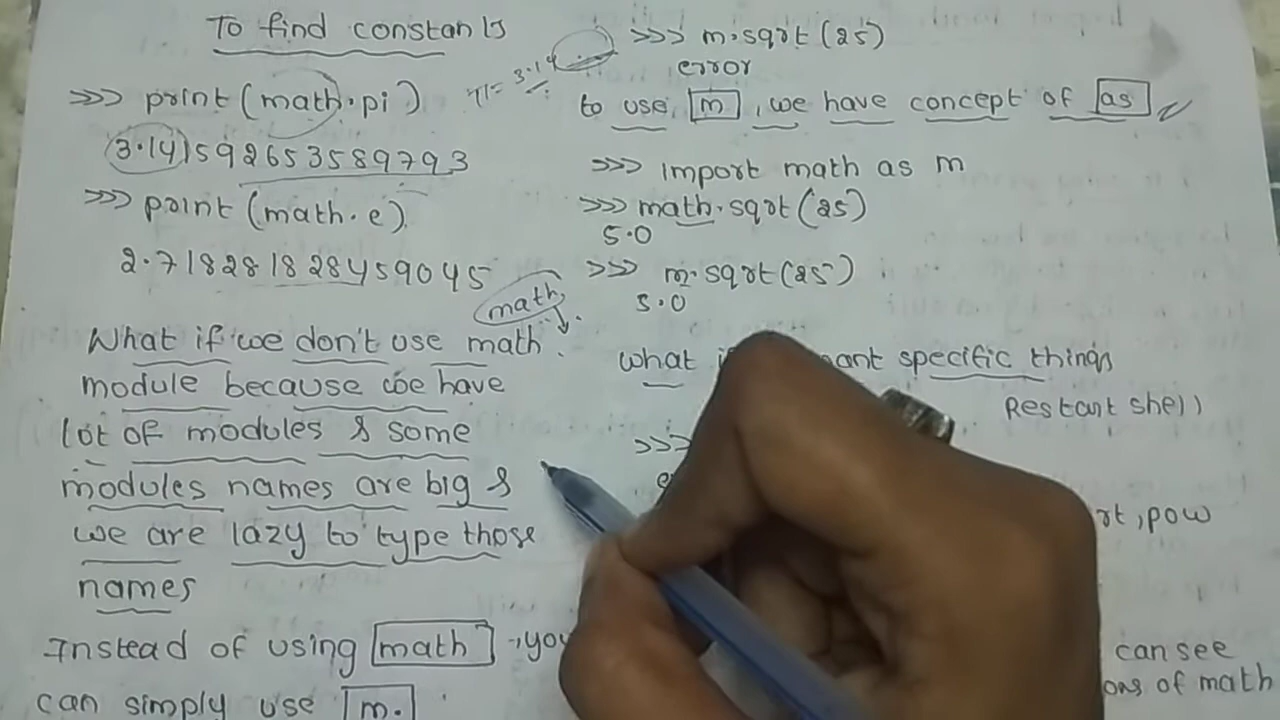 To find constants
>>> print(math.pi)
π = 3.14
3.141592653589793
>>> print(math.e)
2.718281828459045
math
What if we don't use math.
module because we have
lot of modules & some
modules names are big &
we are lazy to type those
names
Instead of using math, you
can simply use m.
>>> m.sqrt(25)
error
to use m, we have concept of as
>>> import math as m
>>> math.sqrt(25)
5.0
>>> m.sqrt(25)
5.0
what specific things
Restart shell
>>>
, pow
can see
of math